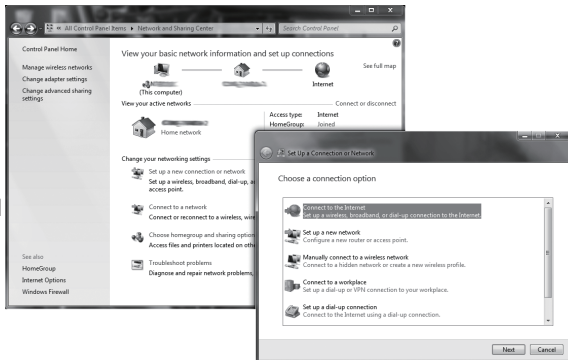 « All Control Panel Items ▸ Network and Sharing Center
Search Control Panel
Control Panel Home
Manage wireless networks
Change adapter settings
Change advanced sharing
settings
See also
HomeGroup
Internet Options
Windows Firewall
View your basic network information and set up connections
See full map
(This computer)
Internet
View your active networks
Connect or disconnect
Home network
Access type: Internet
HomeGroup: Joined
Change your networking settings
Set up a new connection or network
Set up a wireless, broadband, dial-up, a
access point.
Connect to a network
Connect or reconnect to a wireless, wire
Choose homegroup and sharing option
Access files and printers located on oth
Troubleshoot problems
Diagnose and repair network problems,
Set Up a Connection or Network
Choose a connection option
Connect to the Internet
Set up a wireless, broadband, or dial-up connection to the Internet.
Set up a new network
Configure a new router or access point.
Manually connect to a wireless network
Connect to a hidden network or create a new wireless profile.
Connect to a workplace
Set up a dial-up or VPN connection to your workplace.
Set up a dial-up connection
Connect to the Internet using a dial-up connection.
Next
Cancel